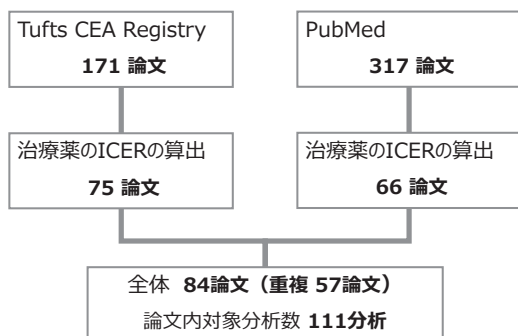 Tufts CEA Registry
171 論文
PubMed
317 論文
治療薬のICERの算出
75 論文
治療薬のICERの算出
66 論文
全体 84論文（重複 57論文）
論文内対象分析数 111分析